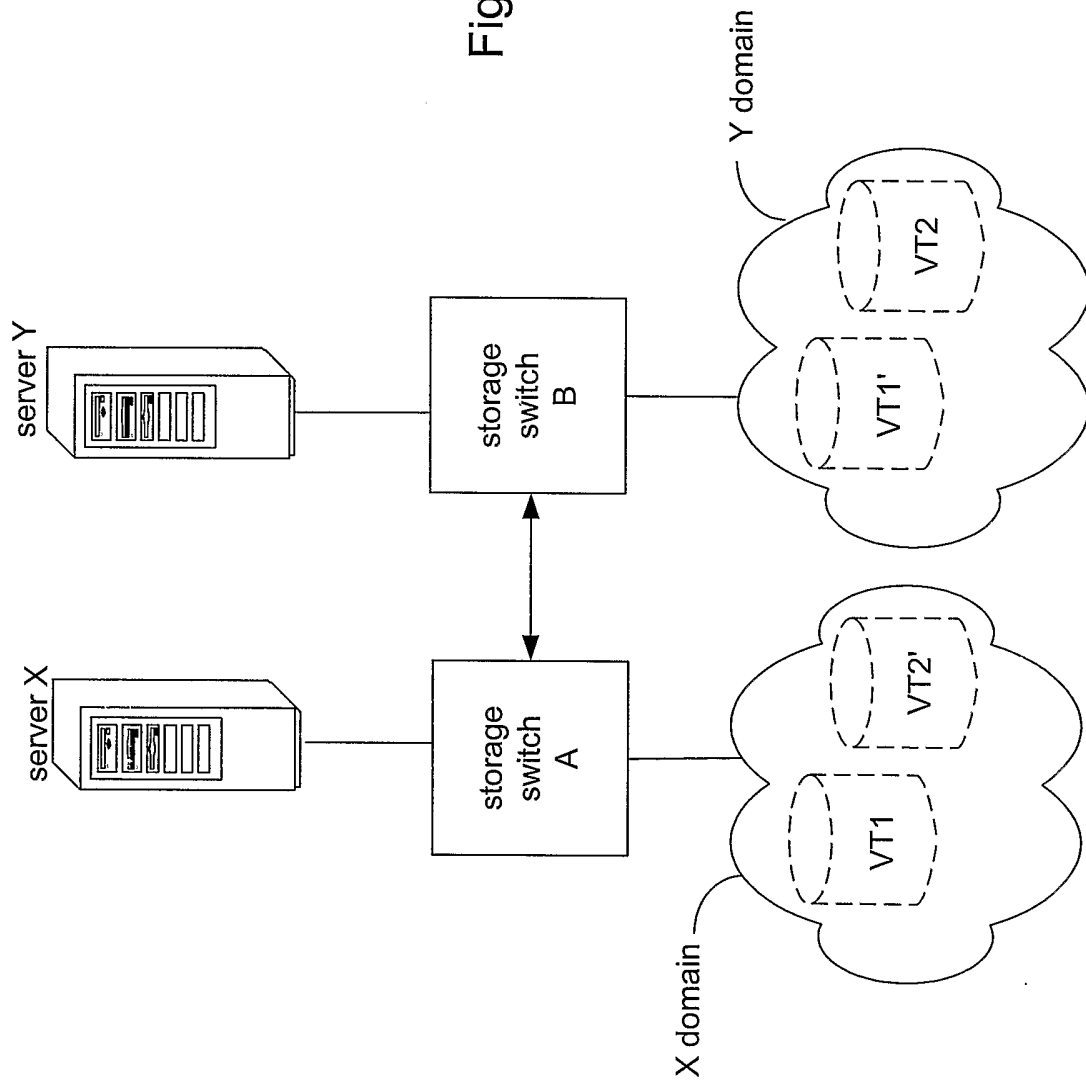 server X
server Y
storage
switch
A
storage
switch
B
Fig
X domain
Y domain
VT1
VT2'
VT1'
VT2